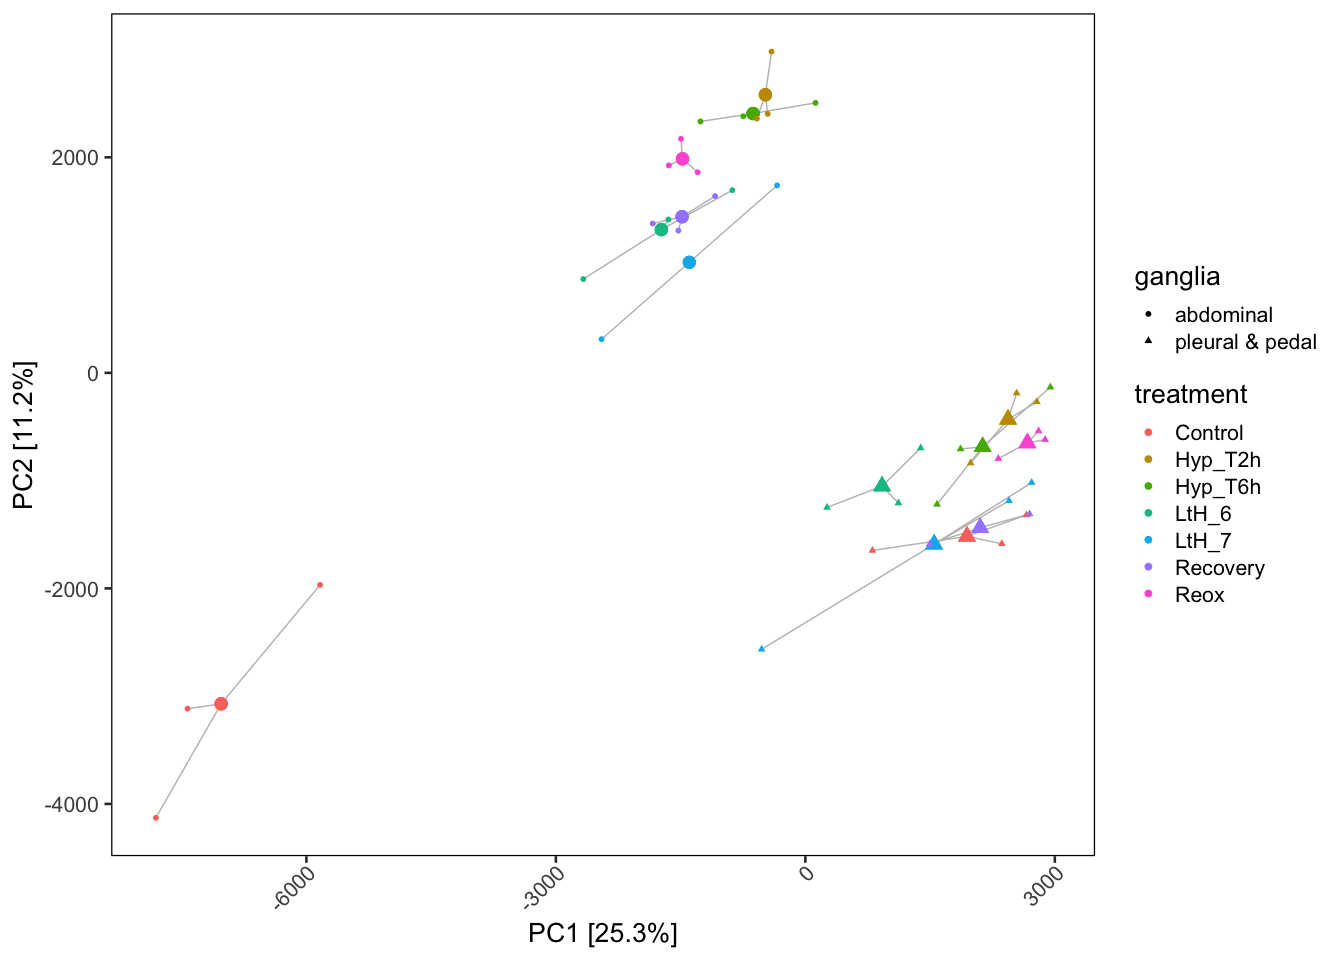 2000
0
-2000
-4000
PC2 [11.2%]
-6000
-3000
0
3000
PC1 [25.3%]
ganglia
abdominal
pleural & pedal
treatment
Control
Hyp_T2h
Hyp_T6h
LtH_6
LtH_7
Recovery
Reox